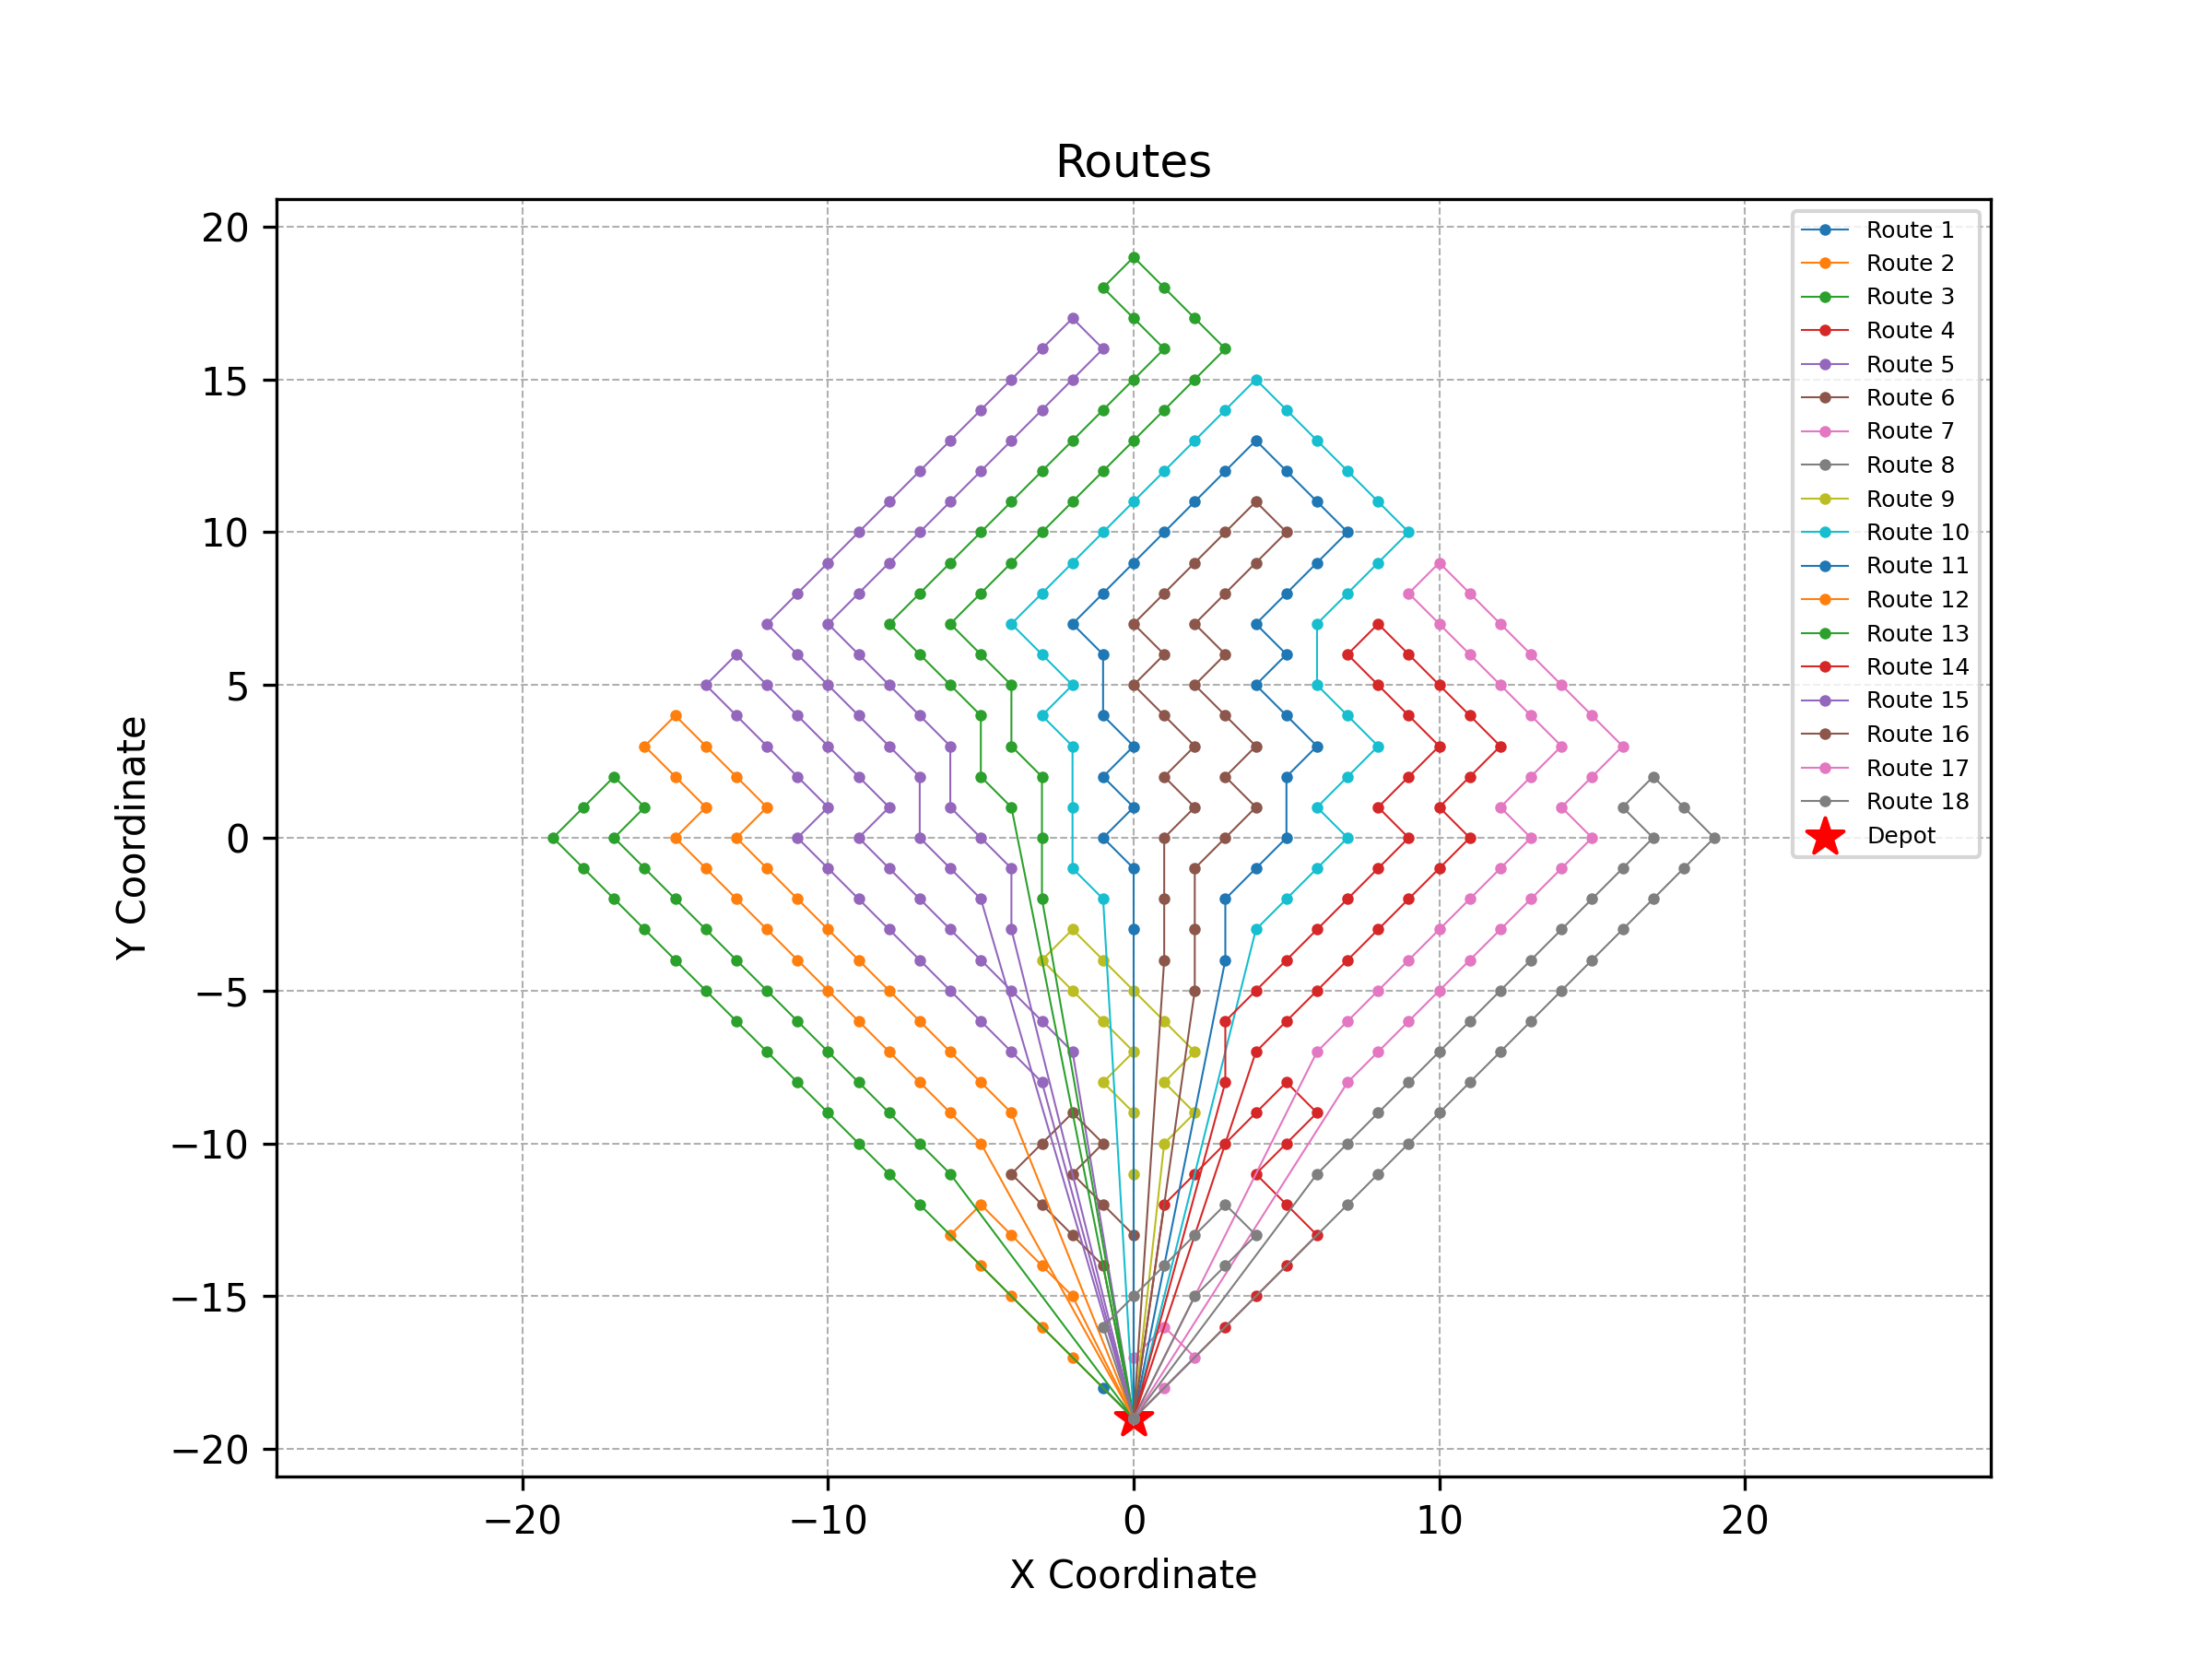 Routes
20
15
10
5
0
−5
−10
−15
−20
Y Coordinate
−20
−10
0
10
20
X Coordinate
Route 1
Route 2
Route 3
Route 4
Route 5
Route 6
Route 7
Route 8
Route 9
Route 10
Route 11
Route 12
Route 13
Route 14
Route 15
Route 16
Route 17
Route 18
Depot